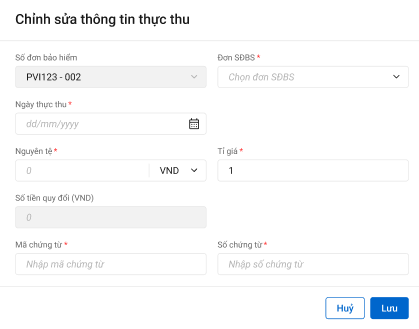 Chỉnh sửa thông tin thực thu
Số đơn bảo hiểm
Đơn SĐBS *
PVI123 - 002
Chọn đơn SĐBS
Ngày thực thu *
dd/mm/yyyy
Nguyên tệ *
Tỉ giá *
0
VND
1
Số tiền quy đổi (VND)
0
Mã chứng từ *
Số chứng từ *
Nhập mã chứng từ
Nhập số chứng từ
Huỷ
Lưu